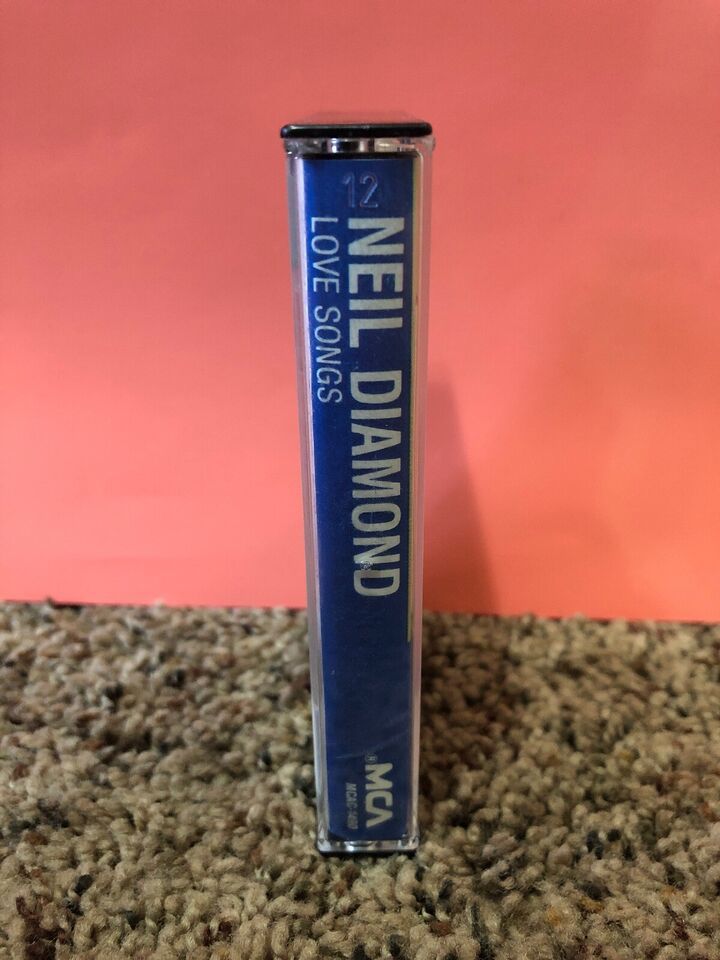 12
NEIL DIAMOND
LOVE SONGS
®MCA